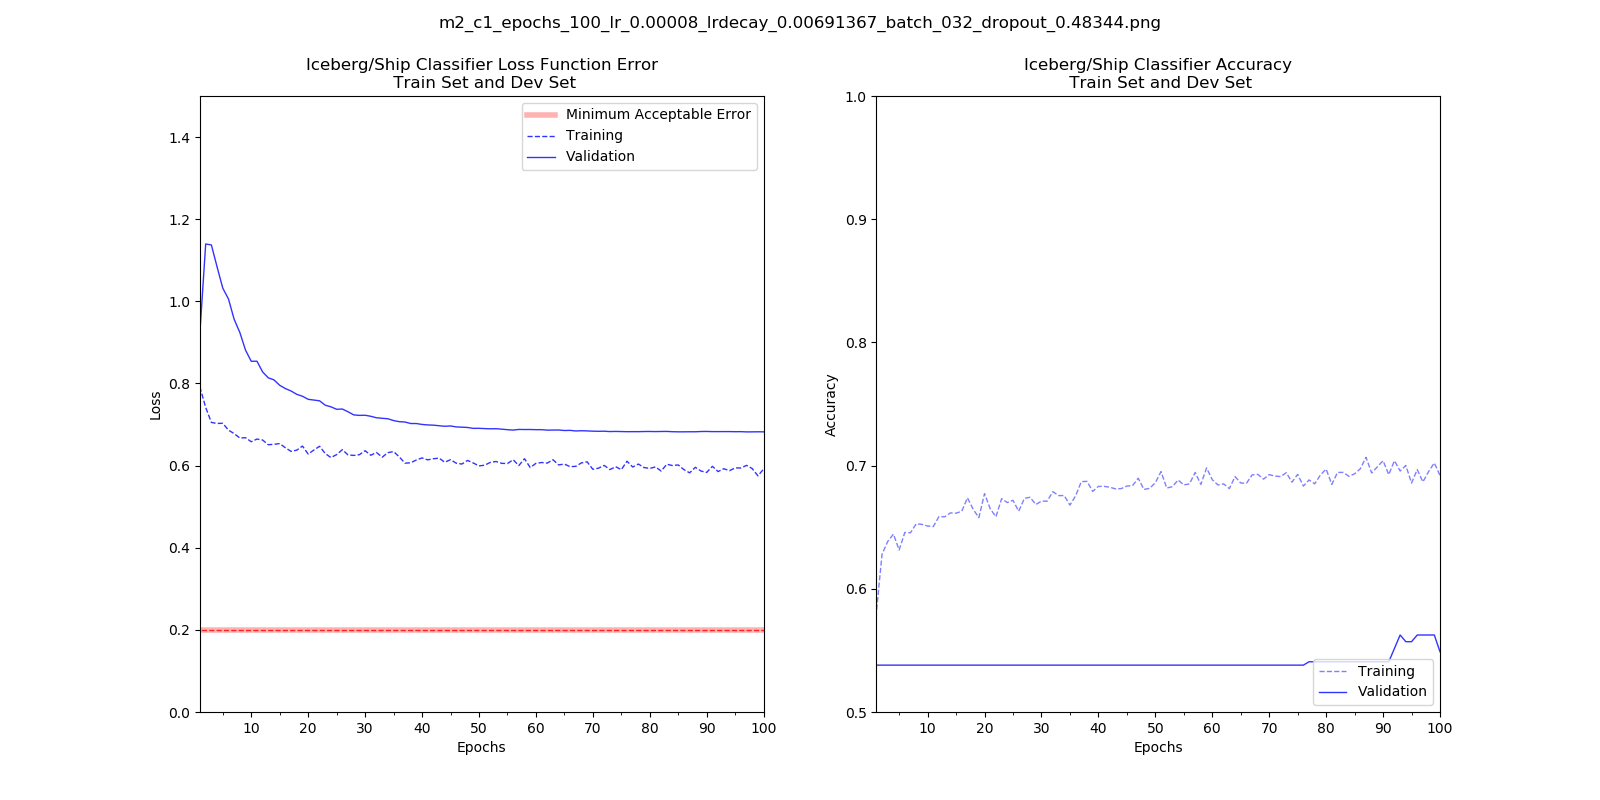 m2_c1_epochs_100_lr_0.00008_lrdecay_0.00691367_batch_032_dropout_0.48344.png
Iceberg/Ship Classifier Loss Function Error
Train Set and Dev Set
Minimum Acceptable Error
Training
Validation
1.4
1.2
1.0
0.8
0.6
0.4
0.2
0.0
Loss
10 20 30 40 50 60 70 80 90 100
Epochs
Iceberg/Ship Classifier Accuracy
Train Set and Dev Set
1.0
0.9
0.8
0.7
0.6
0.5
Accuracy
Training
Validation
10 20 30 40 50 60 70 80 90 100
Epochs